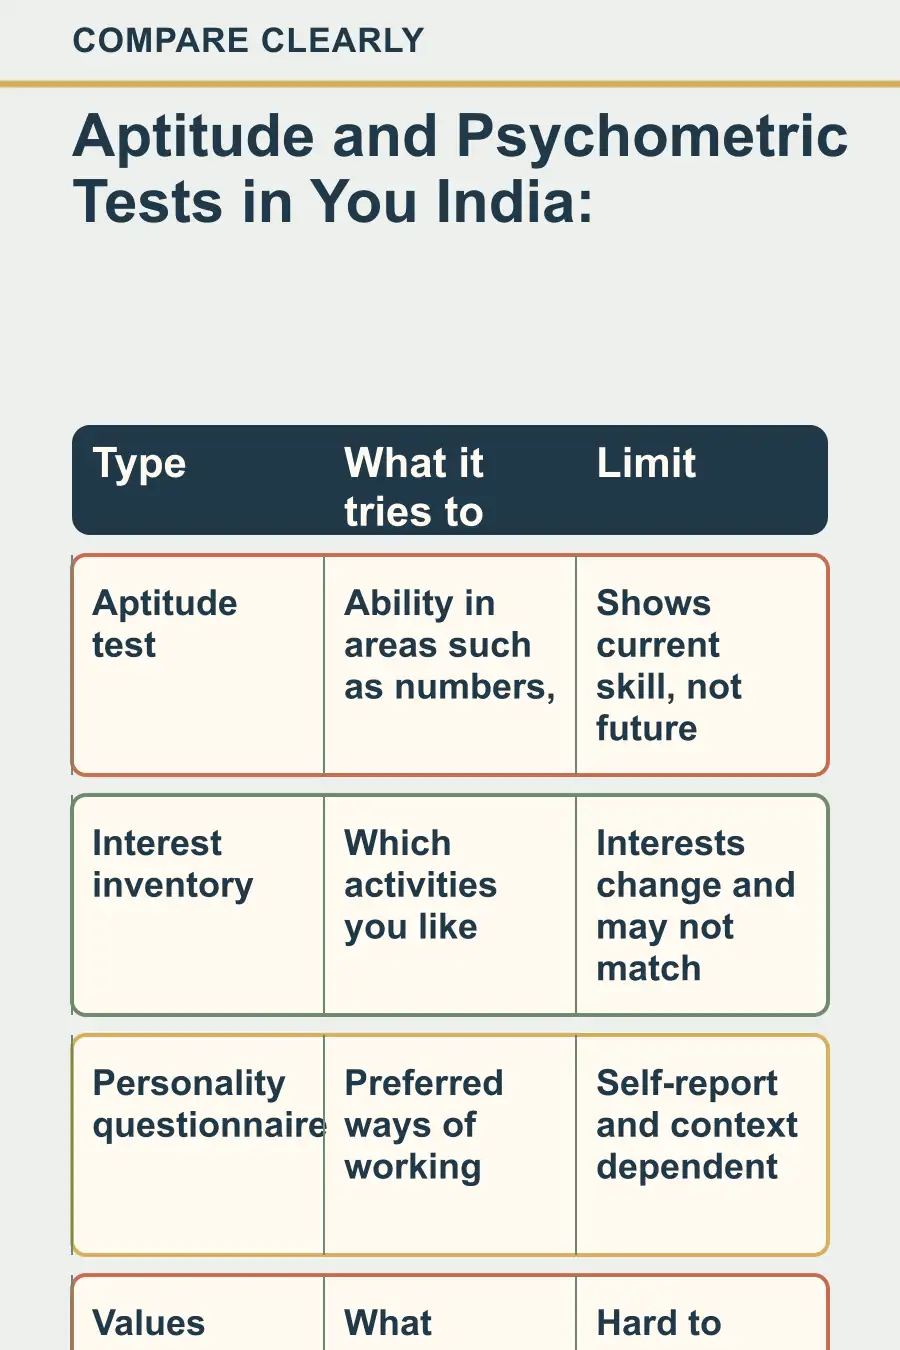 COMPARE CLEARLY
Aptitude and Psychometric
Tests in You India:
Type
What it
tries to
Limit
Aptitude
test
Ability in
areas such
as numbers,
Shows
current
skill, not
future
Interest
inventory
Which
activities
you like
Interests
change and
may not
match
Personality
questionnaire
Preferred
ways of
working
Self-report
and context
dependent
Values
What
Hard to